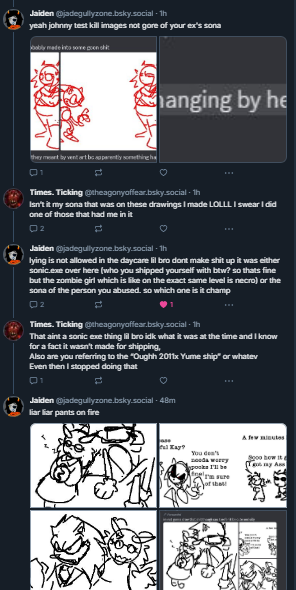 Jaiden @jadegullyzone.bsky.social · 1h
yeah johnny test kill images not gore of your ex's sona
bably made into some goon shit
they meant by vent art bc apparently something ha
hanging by he
1
Times. Ticking @theagonyoffear.bsky.social · 1h
Isn't it my sona that was on these drawings I made LOLLL I swear I did
one of those that had me in it
2
Jaiden @jadegullyzone.bsky.social · 1h
lying is not allowed in the daycare lil bro dont make shit up it was either
sonic.exe over here (who you shipped yourself with btw? so thats fine
but the zombie girl which is like on the exact same level is necro) or the
sona of the person you abused. so which one is it champ
2
1
Times. Ticking @theagonyoffear.bsky.social · 1h
That aint a sonic exe thing lil bro idk what it was at the time and I know
for a fact it wasn't made for shipping,
Also are you referring to the "Oughh 2011x Yume ship" or whatev
Even then I stopped doing that
1
Jaiden @jadegullyzone.bsky.social · 48m
liar liar pants on fire
ful Kay?
You don't
needa worry
spooks I'll be
fine!
I'm sure
of that!
A few minutes
Sooo how it
I got my Ass